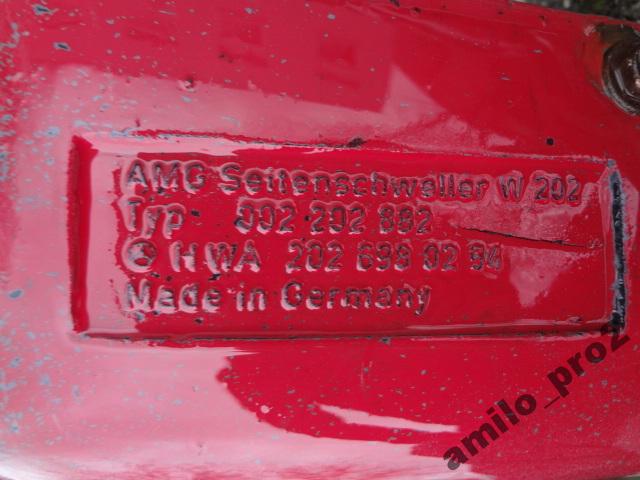 AMG Seitenschweller W 202
Typ 002 202 882
HWA 202 698 02 94
Made in Germany
amilo_pro2